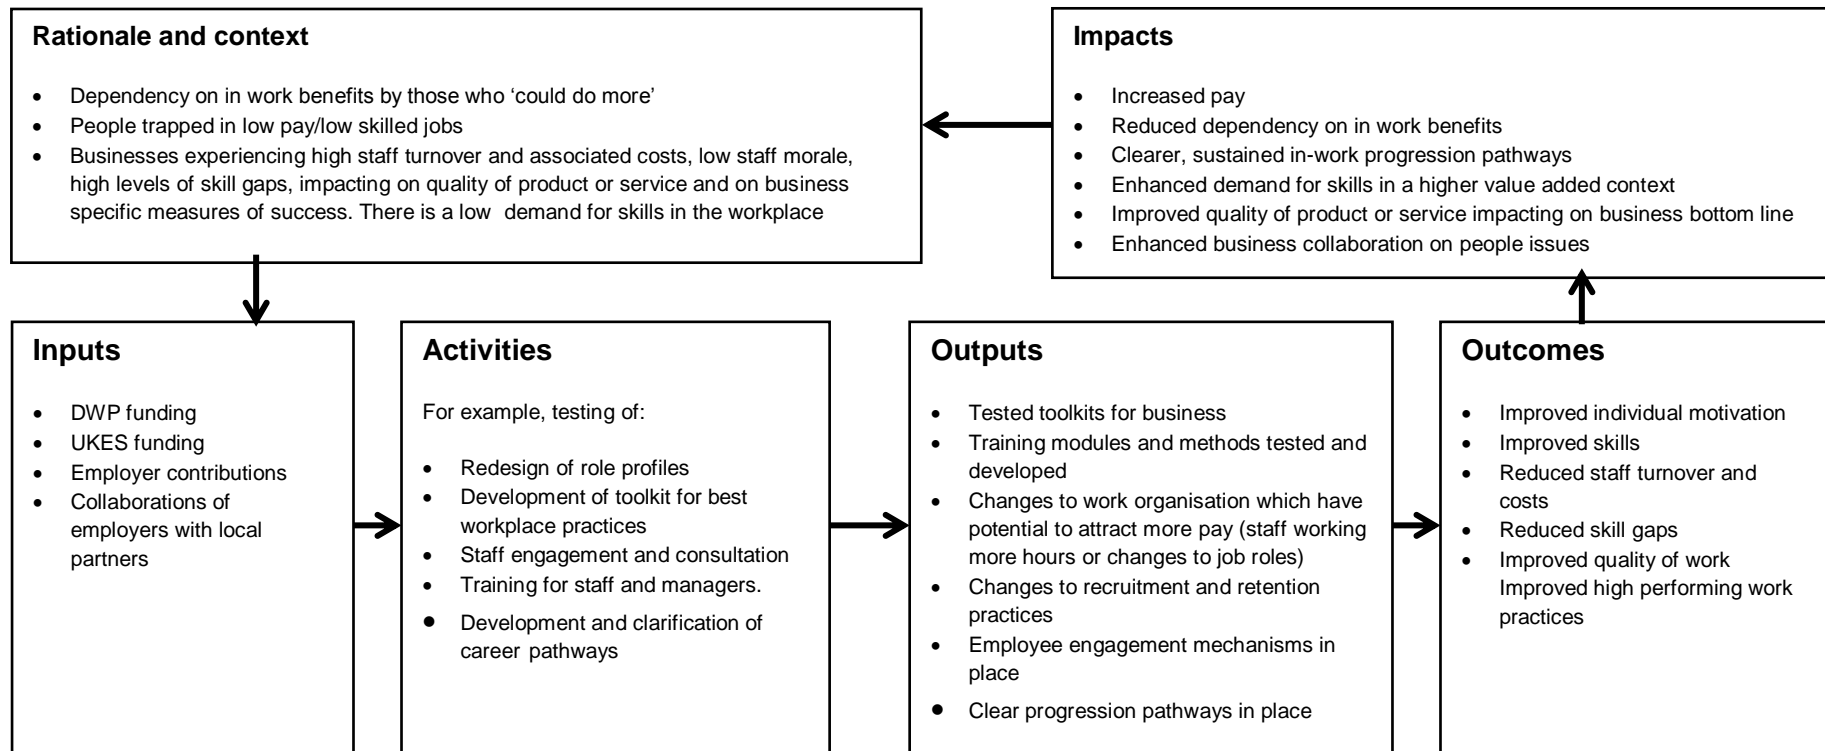 Rationale and context
• Dependency on in work benefits by those who ‘could do more’
• People trapped in low pay/low skilled jobs
• Businesses experiencing high staff turnover and associated costs, low staff morale,
high levels of skill gaps, impacting on quality of product or service and on business
specific measures of success. There is a low demand for skills in the workplace
Impacts
• Increased pay
• Reduced dependency on in work benefits
• Clearer, sustained in-work progression pathways
• Enhanced demand for skills in a higher value added context
• Improved quality of product or service impacting on business bottom line
• Enhanced business collaboration on people issues
Inputs
• DWP funding
• UKES funding
• Employer contributions
• Collaborations of
employers with local
partners
Activities
For example, testing of:
• Redesign of role profiles
• Development of toolkit for best
workplace practices
• Staff engagement and consultation
• Training for staff and managers.
• Development and clarification of
career pathways
Outputs
• Tested toolkits for business
• Training modules and methods tested and
developed
• Changes to work organisation which have
potential to attract more pay (staff working
more hours or changes to job roles)
• Changes to recruitment and retention
practices
• Employee engagement mechanisms in
place
• Clear progression pathways in place
Outcomes
• Improved individual motivation
• Improved skills
• Reduced staff turnover and
costs
• Reduced skill gaps
• Improved quality of work
Improved high performing work
practices